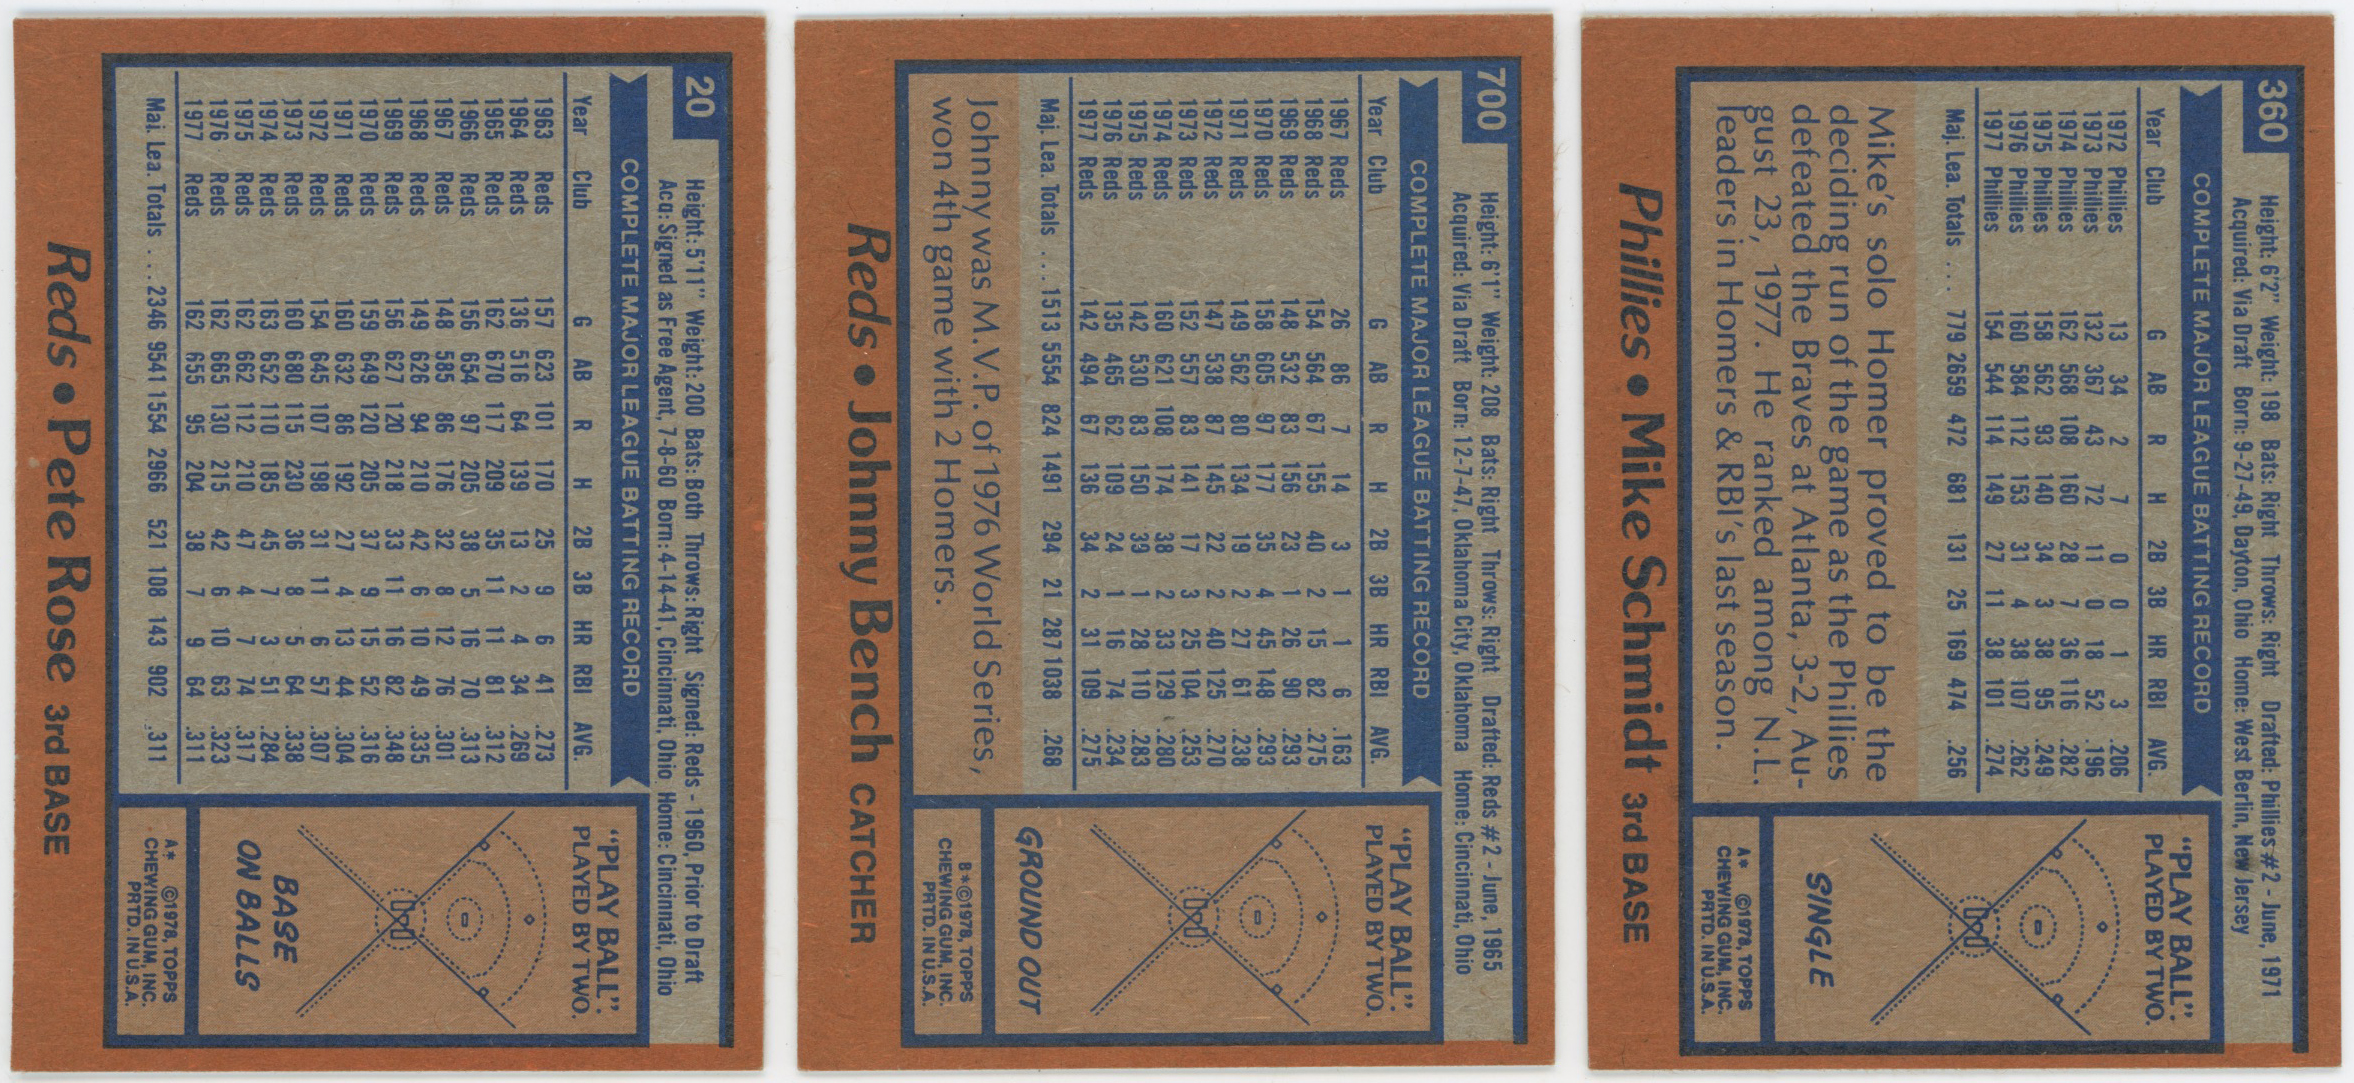 20
Height: 5'11" Weight: 200 Bats: Both Throws: Right Signed: Reds - 1960, Prior to Draft
Acq: Signed as Free Agent, 7-8-60 Born: 4-14-41, Cincinnati, Ohio Home: Cincinnati, Ohio
COMPLETE MAJOR LEAGUE BATTING RECORD
Year Club G AB R H 2B 3B HR RBI AVG.
1963 Reds 157 623 101 170 25 9 6 41 .273
1964 Reds 136 516 64 139 13 2 4 34 .269
1965 Reds 162 670 117 209 35 11 11 81 .312
1966 Reds 156 654 97 205 38 5 16 70 .313
1967 Reds 148 585 86 176 32 8 12 76 .301
1968 Reds 149 626 94 210 42 6 10 49 .335
1969 Reds 156 627 120 218 33 11 16 82 .348
1970 Reds 159 649 120 205 37 9 15 52 .316
1971 Reds 160 632 86 192 27 4 13 44 .304
1972 Reds 154 645 107 198 31 11 6 57 .307
1973 Reds 160 680 115 230 36 8 5 64 .338
1974 Reds 163 652 110 185 45 7 3 51 .284
1975 Reds 162 662 112 210 47 4 7 74 .317
1976 Reds 162 665 130 215 42 6 10 63 .323
1977 Reds 162 655 95 204 38 7 9 64 .311
Maj. Lea. Totals ... 2346 9541 1554 2966 521 108 143 902 .311
"PLAY BALL".
PLAYED BY TWO.
BASE
ON BALLS
A* ©1978, TOPPS
CHEWING GUM, INC.
PRTD. IN U.S.A.
Reds • Pete Rose 3rd BASE
700
Height: 6'1" Weight: 208 Bats: Right Throws: Right Drafted: Reds #2 - June, 1965
Acquired: Via Draft Born: 12-7-47, Oklahoma City, Oklahoma Home: Cincinnati, Ohio
COMPLETE MAJOR LEAGUE BATTING RECORD
Year Club G AB R H 2B 3B HR RBI AVG.
1967 Reds 26 86 7 14 3 1 1 6 .163
1968 Reds 154 564 67 155 40 2 15 82 .275
1969 Reds 148 532 83 156 23 1 26 90 .293
1970 Reds 158 605 97 177 35 4 45 148 .293
1971 Reds 149 562 80 134 19 2 27 61 .238
1972 Reds 147 538 87 145 22 2 40 125 .270
1973 Reds 152 557 83 141 17 3 25 104 .253
1974 Reds 160 621 108 174 38 2 33 129 .280
1975 Reds 142 530 83 150 39 1 28 110 .283
1976 Reds 135 465 62 109 24 1 16 74 .234
1977 Reds 142 494 67 136 34 2 31 109 .275
Maj. Lea. Totals ... 1513 5554 824 1491 294 21 287 1038 .268
Johnny was M.V.P. of 1976 World Series,
won 4th game with 2 Homers.
"PLAY BALL".
PLAYED BY TWO.
GROUND OUT
B*©1978, TOPPS
CHEWING GUM, INC.
PRTD. IN U.S.A.
Reds • Johnny Bench CATCHER
360
Height: 6'2" Weight: 198 Bats: Right Throws: Right Drafted: Phillies #2 - June, 1971
Acquired: Via Draft Born: 9-27-49, Dayton, Ohio Home: West Berlin, New Jersey
COMPLETE MAJOR LEAGUE BATTING RECORD
Year Club G AB R H 2B 3B HR RBI AVG.
1972 Phillies 13 34 2 7 0 0 1 3 .206
1973 Phillies 132 367 43 72 11 0 18 52 .196
1974 Phillies 162 568 108 160 28 7 36 116 .282
1975 Phillies 158 562 93 140 34 3 38 95 .249
1976 Phillies 160 584 112 153 31 4 38 107 .262
1977 Phillies 154 544 114 149 27 11 38 101 .274
Maj. Lea. Totals ... 779 2659 472 681 131 25 169 474 .256
Mike's solo Homer proved to be the
deciding run of the game as the Phillies
defeated the Braves at Atlanta, 3-2, Au-
gust 23, 1977. He ranked among N.L.
leaders in Homers & RBI's last season.
"PLAY BALL".
PLAYED BY TWO.
SINGLE
A* ©1978, TOPPS
CHEWING GUM, INC.
PRTD. IN U.S.A.
Phillies • Mike Schmidt 3rd BASE